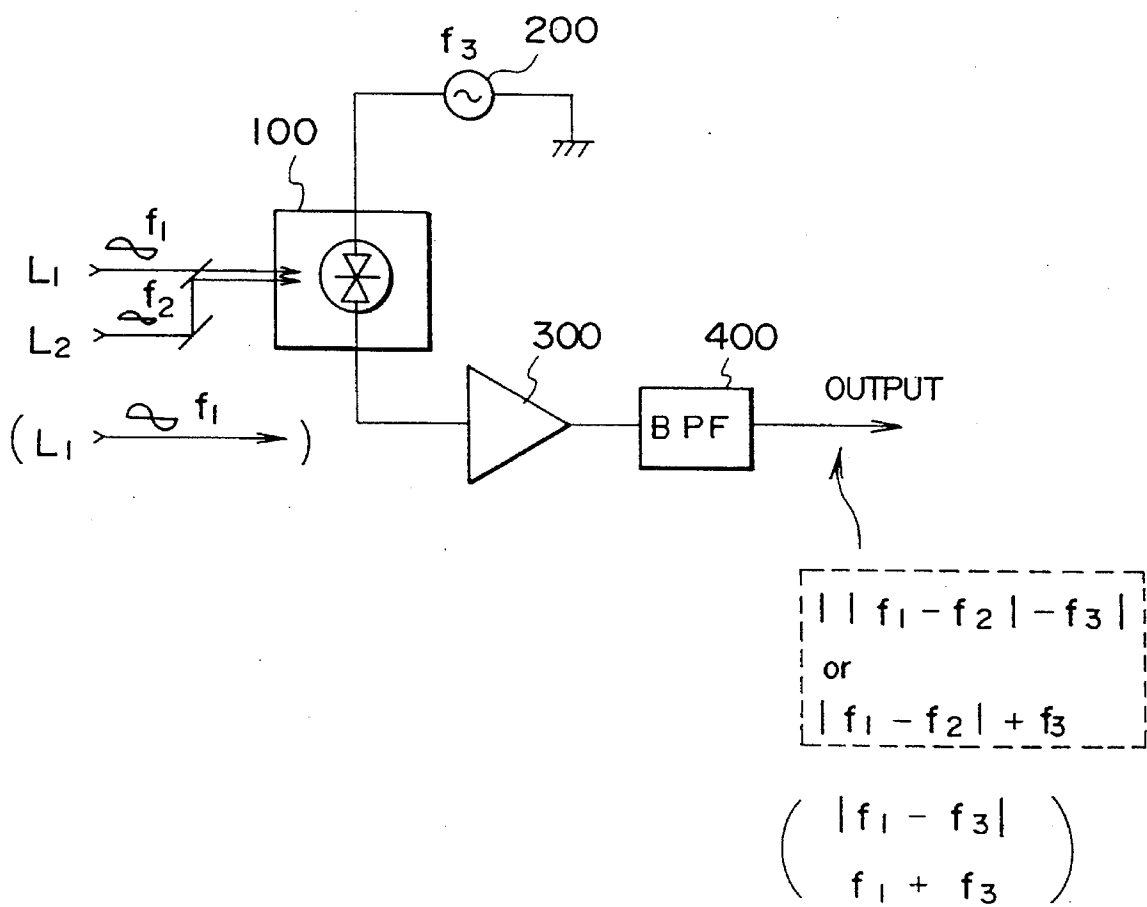 f3 200
100
L1 f1
L2 f2
(L1 f1)
300
400
BPF
OUTPUT
| | f1 - f2 | - f3 |
or
| f1 - f2 | + f3
( | f1 - f3 |
f1 + f3 )